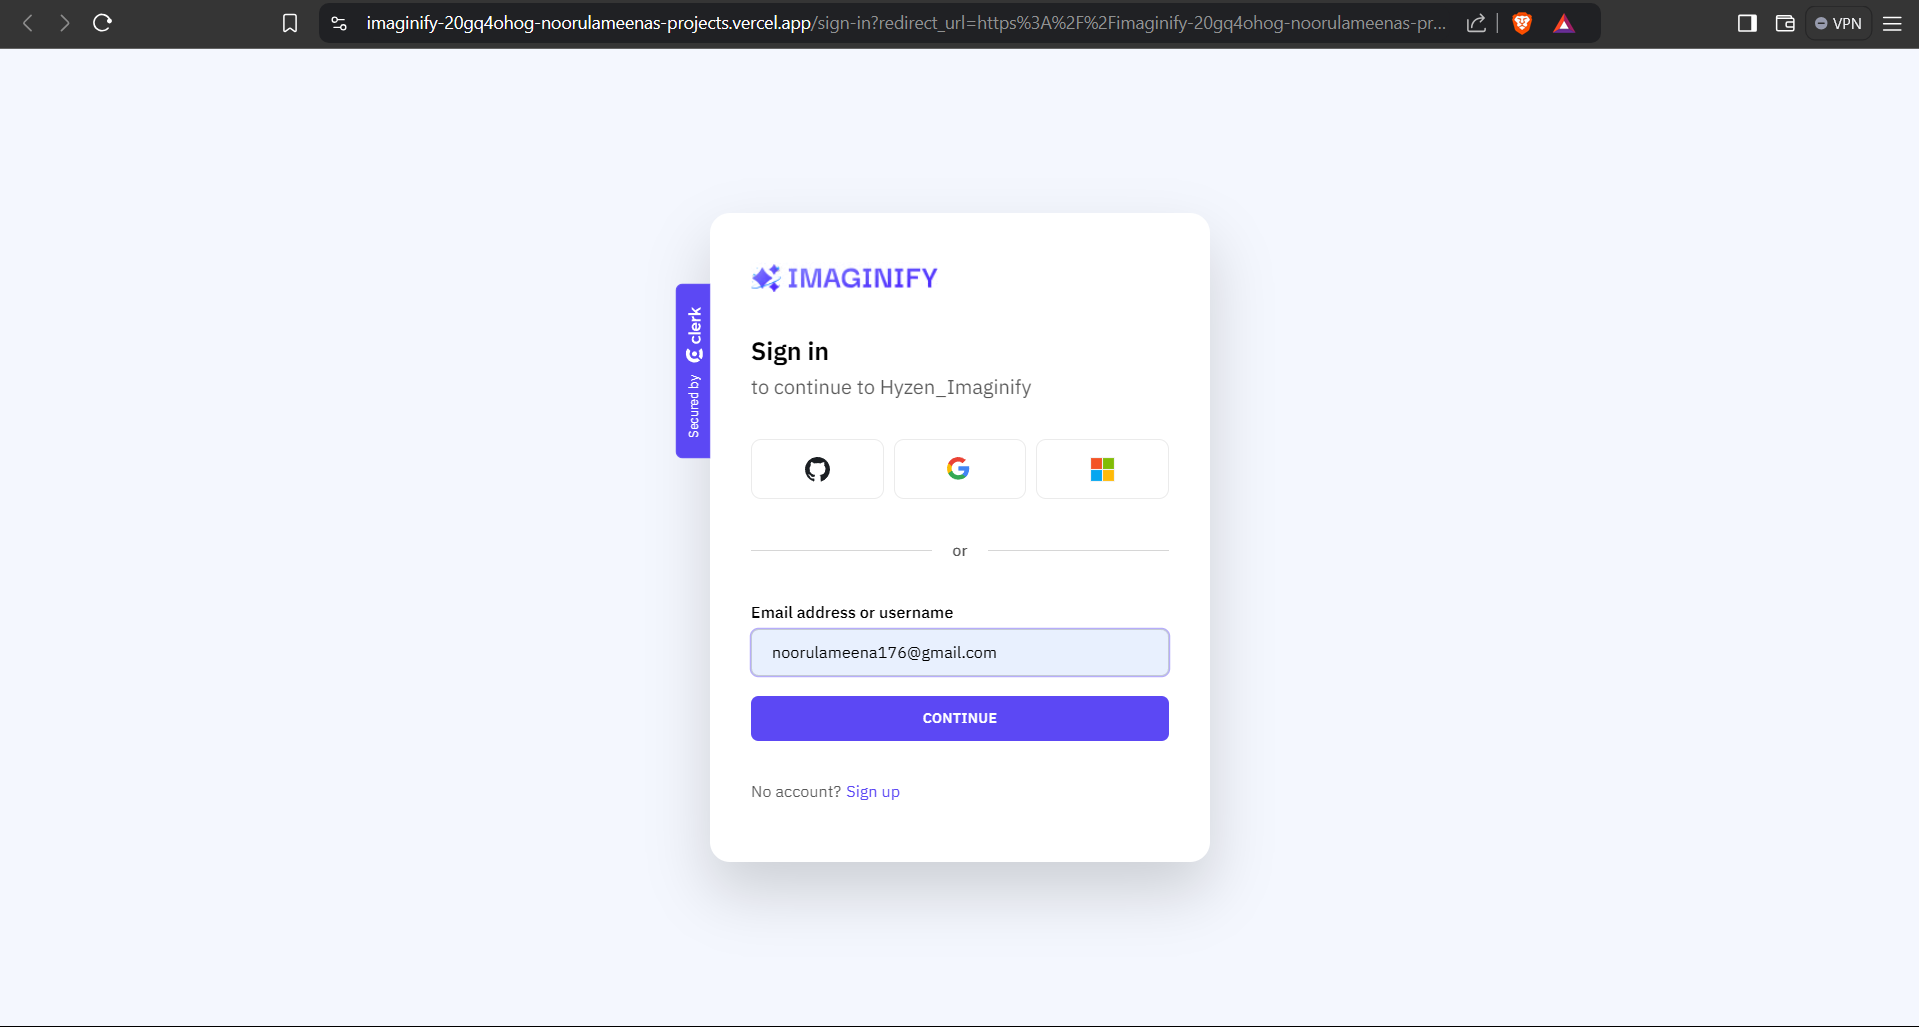 imaginify-20gq4ohog-noorulameenas-projects.vercel.app/sign-in?redirect_url=https%3A%2F%2Fimaginify-20gq4ohog-noorulameenas-pr...
VPN
IMAGINIFY
Secured by clerk
Sign in
to continue to Hyzen_Imaginify
or
Email address or username
noorulameena176@gmail.com
CONTINUE
No account? Sign up